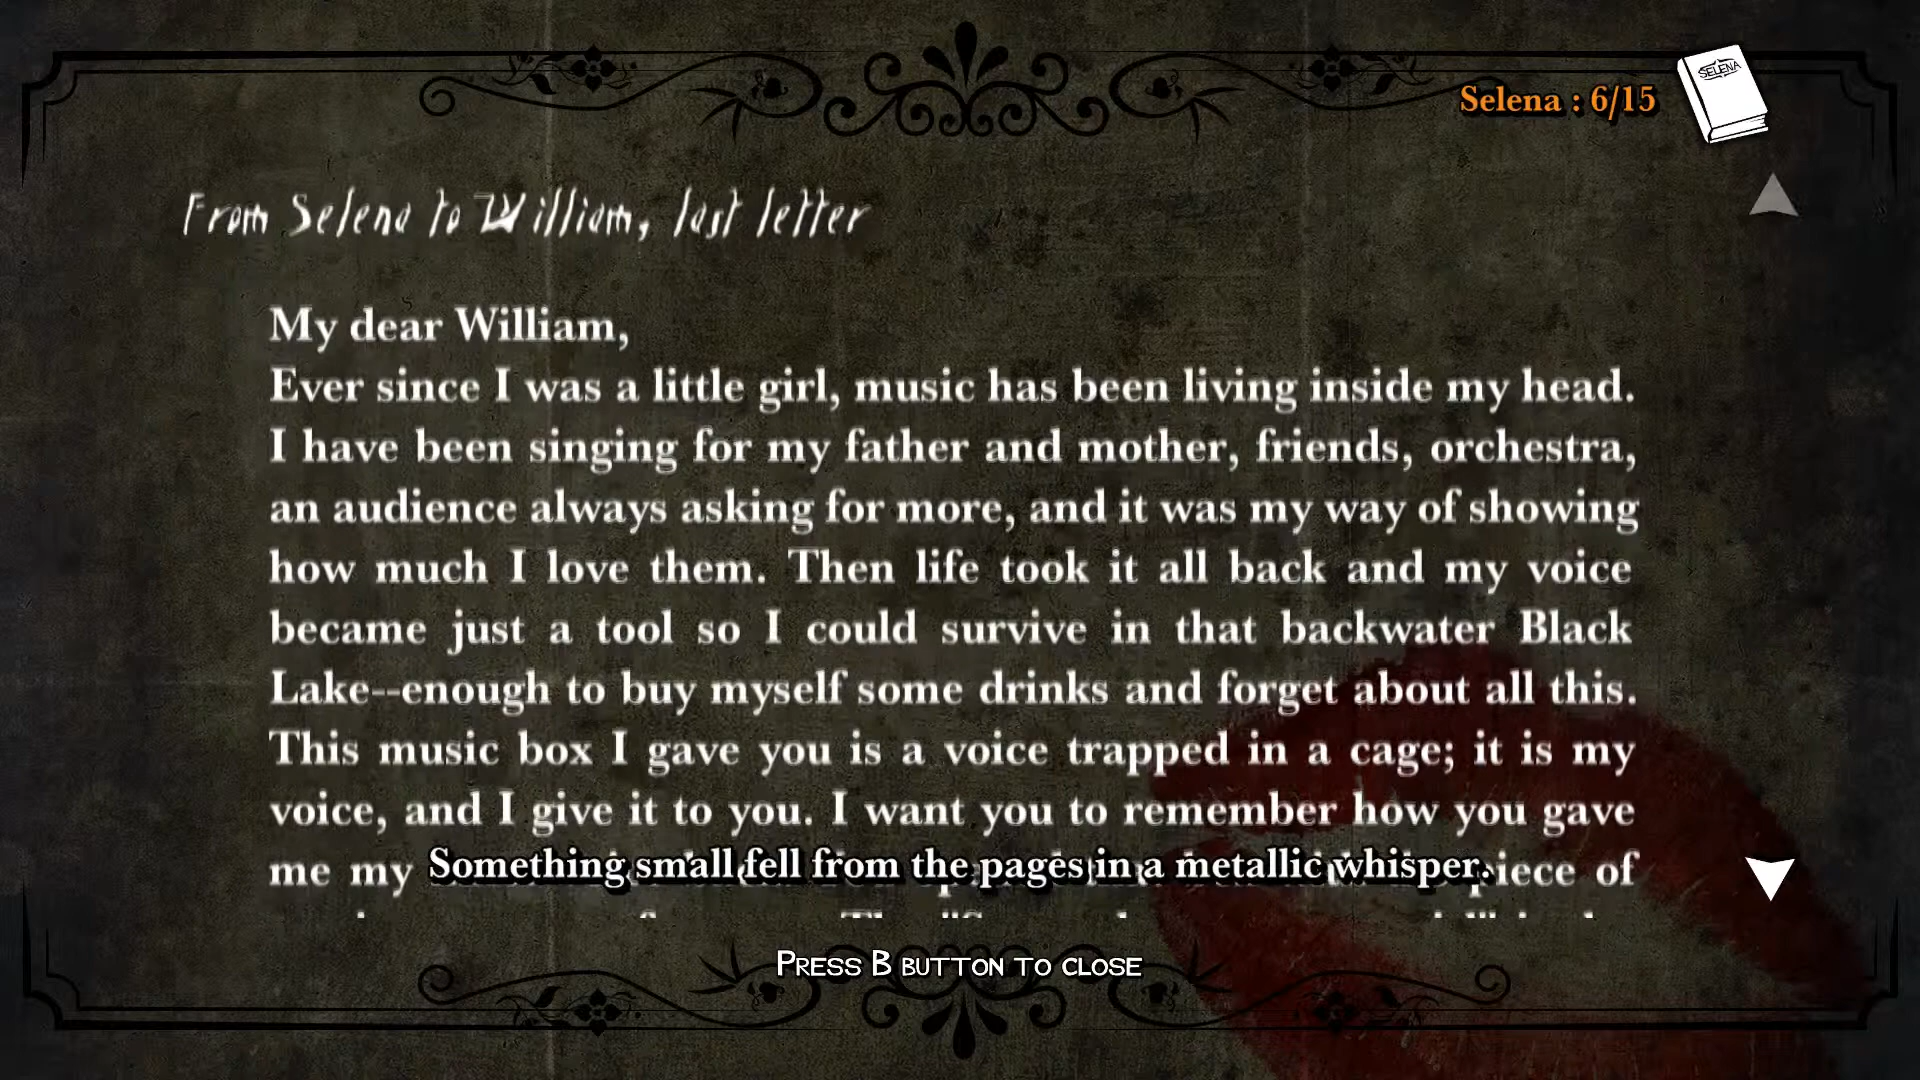 SELENA
Selena : 6/15
From Selena to William, last letter
My dear William,
Ever since I was a little girl, music has been living inside my head.
I have been singing for my father and mother, friends, orchestra,
an audience always asking for more, and it was my way of showing
how much I love them. Then life took it all back and my voice
became just a tool so I could survive in that backwater Black
Lake--enough to buy myself some drinks and forget about all this.
This music box I gave you is a voice trapped in a cage; it is my
voice, and I give it to you. I want you to remember how you gave
me my piece of
Something small fell from the pages in a metallic whisper.
PRESS B BUTTON TO CLOSE